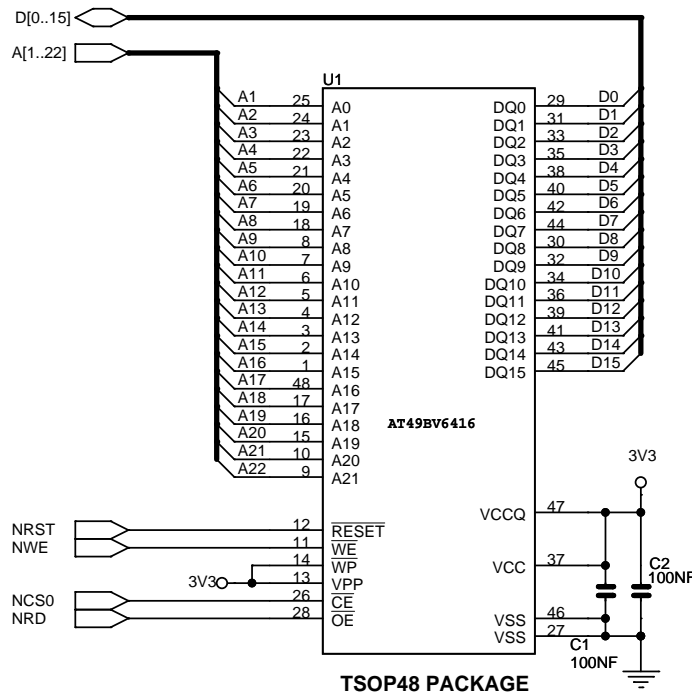 D[0..15]
A[1..22]
U1
A1 25 A0 DQ0 29 D0
A2 24 A1 DQ1 31 D1
A3 23 A2 DQ2 33 D2
A4 22 A3 DQ3 35 D3
A5 21 A4 DQ4 38 D4
A6 20 A5 DQ5 40 D5
A7 19 A6 DQ6 42 D6
A8 18 A7 DQ7 44 D7
A9 8 A8 DQ8 30 D8
A10 7 A9 DQ9 32 D9
A11 6 A10 DQ10 34 D10
A12 5 A11 DQ11 36 D11
A13 4 A12 DQ12 39 D12
A14 3 A13 DQ13 41 D13
A15 2 A14 DQ14 43 D14
A16 1 A15 DQ15 45 D15
A17 48 A16
A18 17 A17
A19 16 A18
AT49BV6416
A20 15 A19
A21 10 A20
A22 9 A21
3V3
VCCQ 47
NRST 12 RESET
NWE 11 WE
14 WP
VCC 37
3V3 13 VPP
C2
100NF
NCS0 26 CE
NRD 28 OE
VSS 46
VSS 27
C1
100NF
TSOP48 PACKAGE